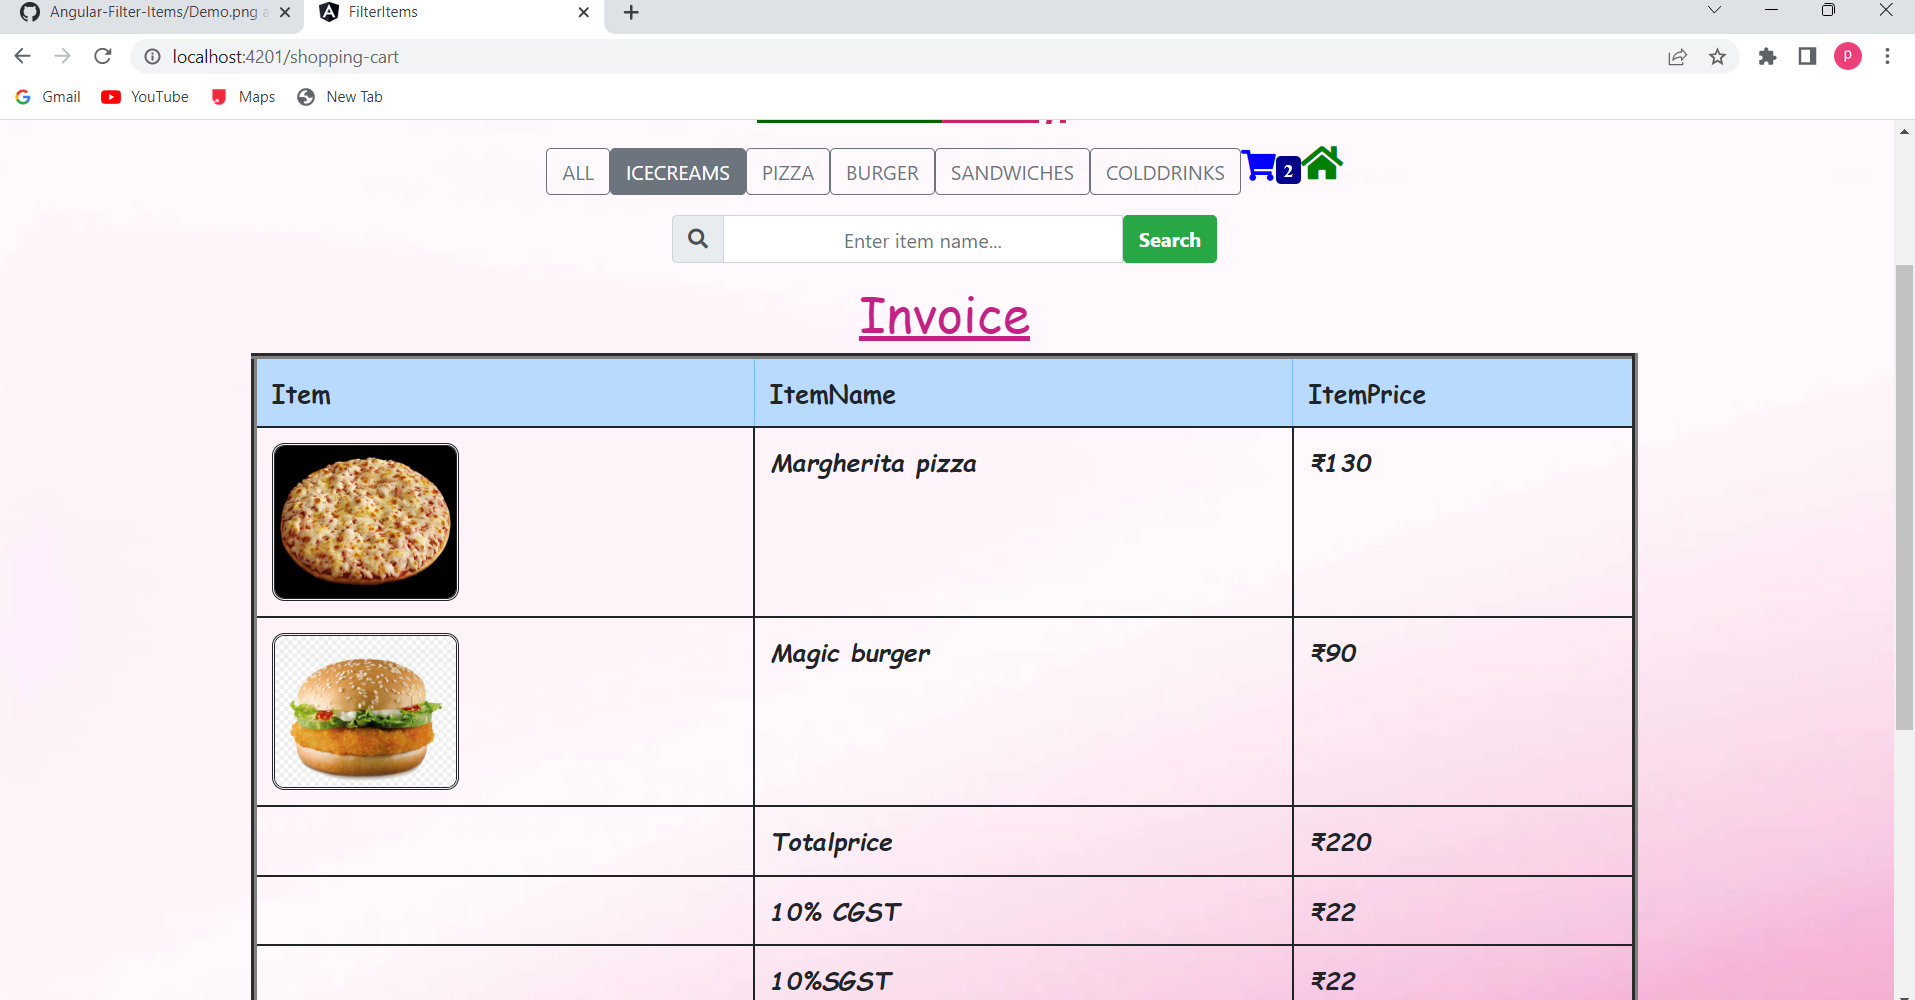 Angular-Filter-Items/Demo.png a
FilterItems
localhost:4201/shopping-cart
P
Gmail
YouTube
Maps
New Tab
ALL ICECREAMS PIZZA BURGER SANDWICHES COLDDRINKS 2
Enter item name... Search
Invoice
Item ItemName ItemPrice
Margherita pizza ₹130
Magic burger ₹90
Totalprice ₹220
10% CGST ₹22
10%SGST ₹22